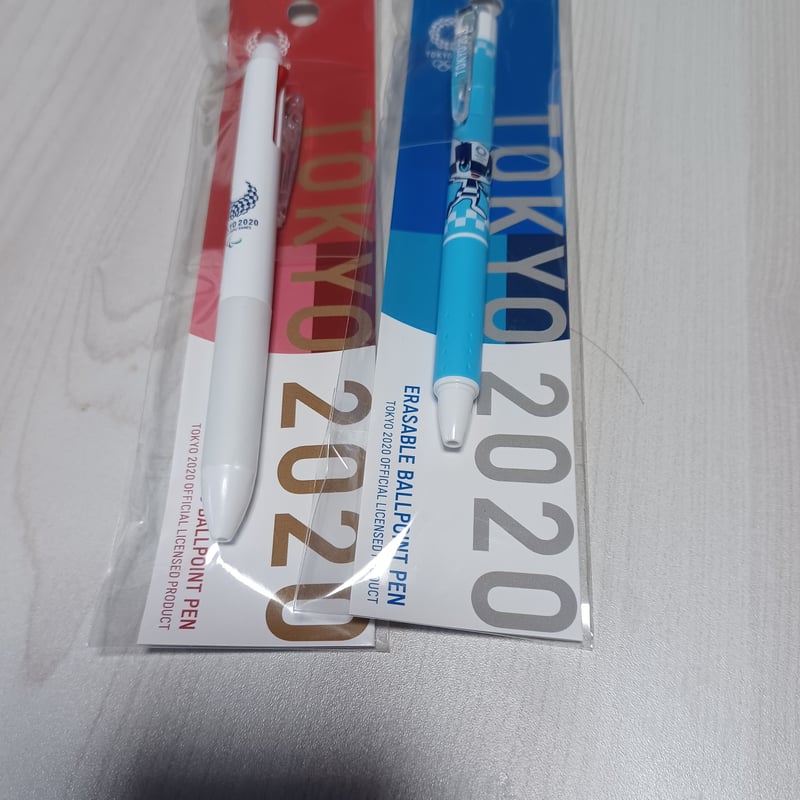 TOKYO 2020
TOKYO 2020
BALLPOINT PEN
TOKYO 2020 OFFICIAL LICENSED PRODUCT
TOKYO 2020
TOKYO
ERASABLE BALLPOINT PEN
TOKYO 2020 OFFICIAL LICENSED PRODUCT